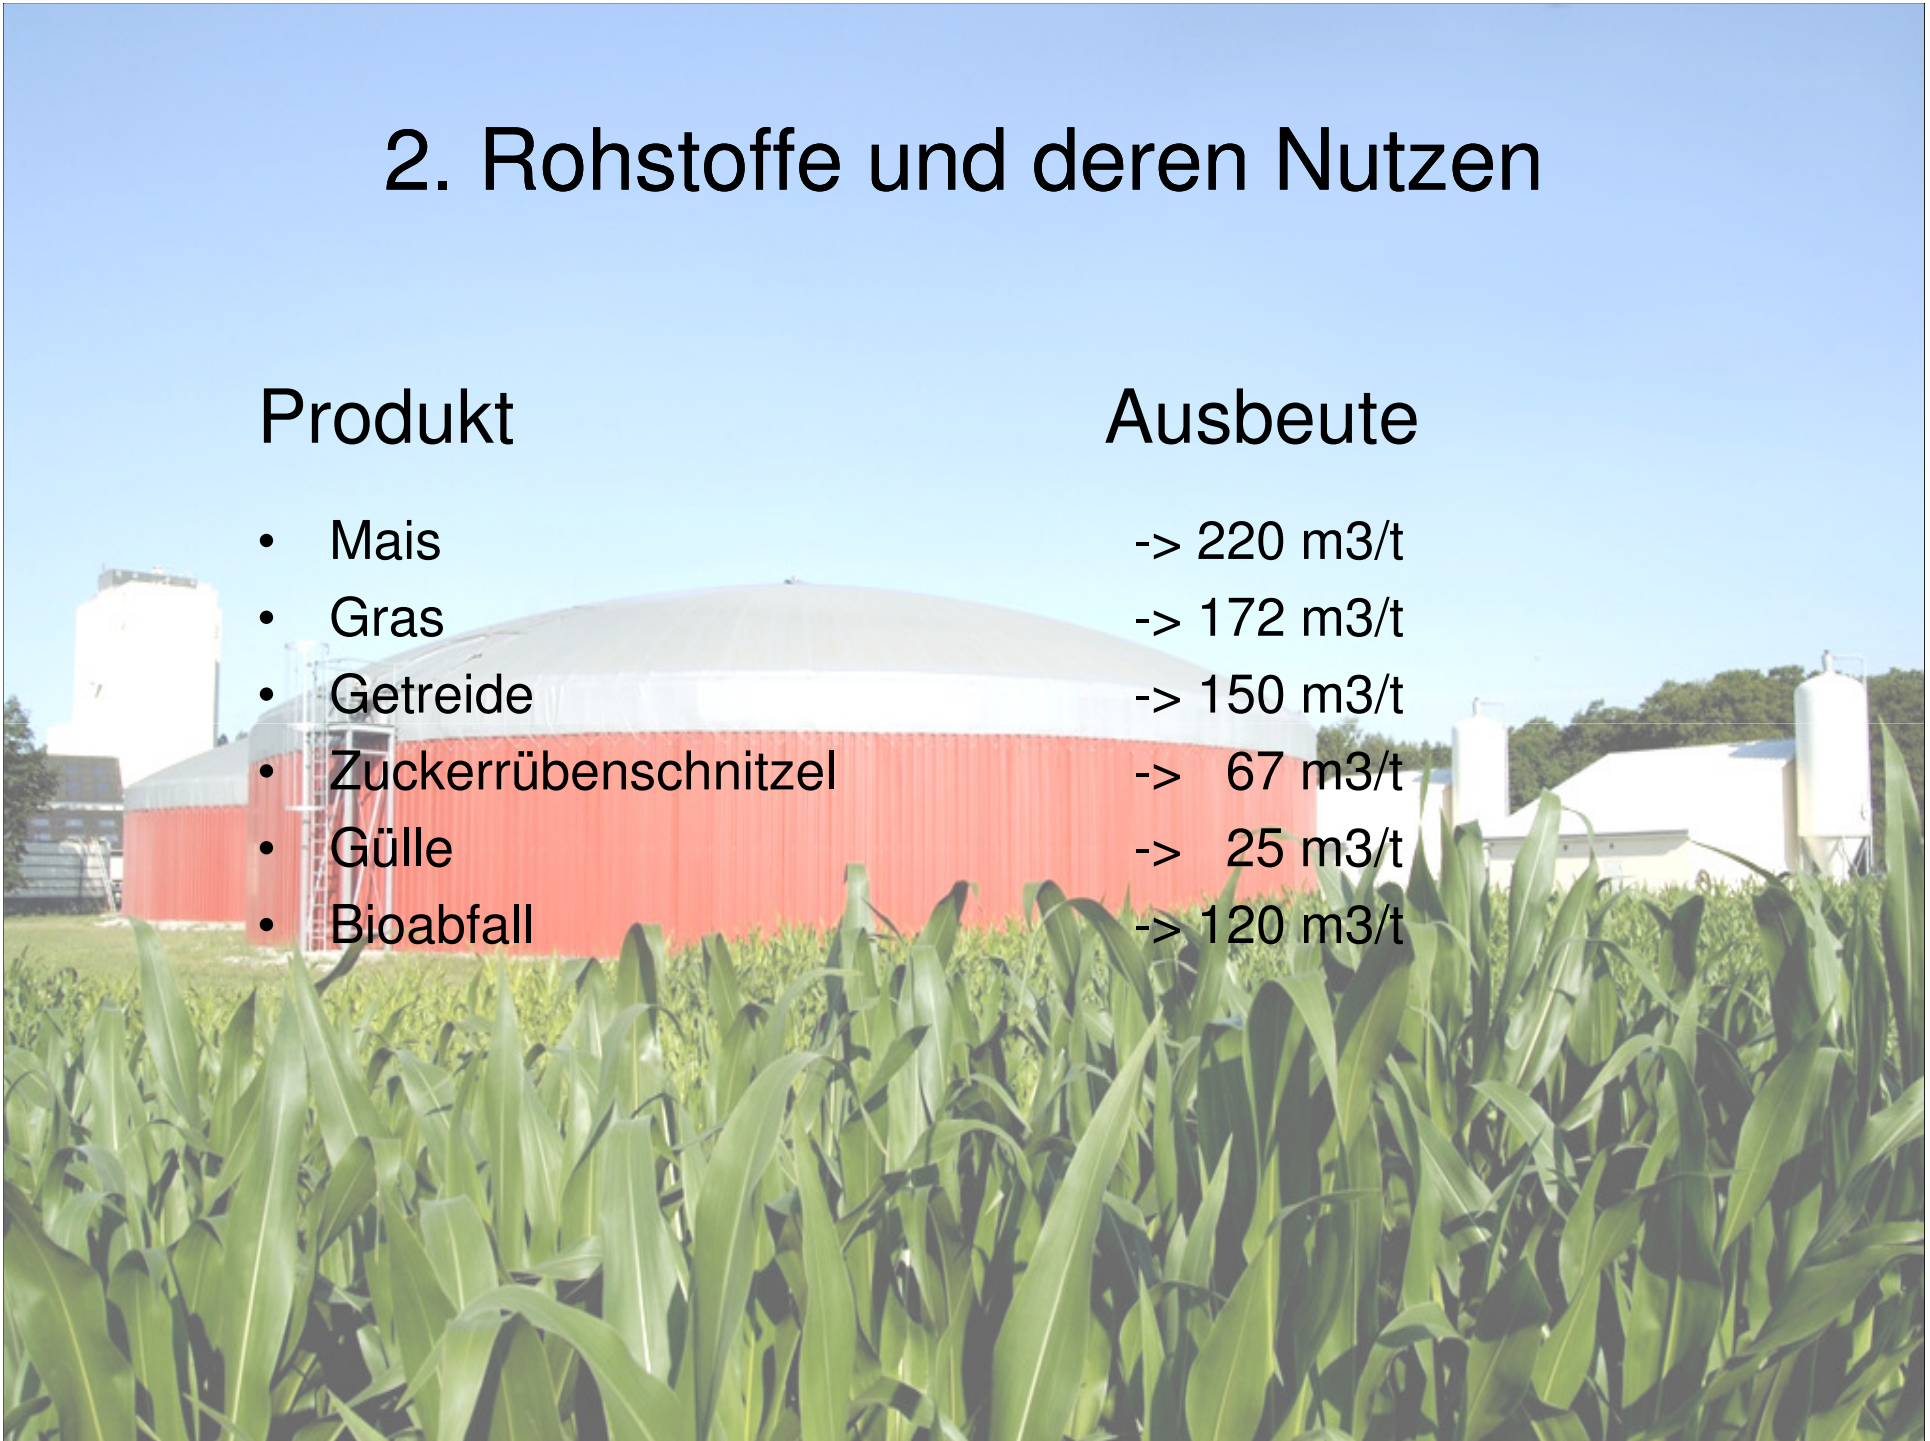 2. Rohstoffe und deren Nutzen
Produkt Ausbeute
• Mais -> 220 m3/t
• Gras -> 172 m3/t
• Getreide -> 150 m3/t
• Zuckerrübenschnitzel -> 67 m3/t
• Gülle -> 25 m3/t
• Bioabfall -> 120 m3/t